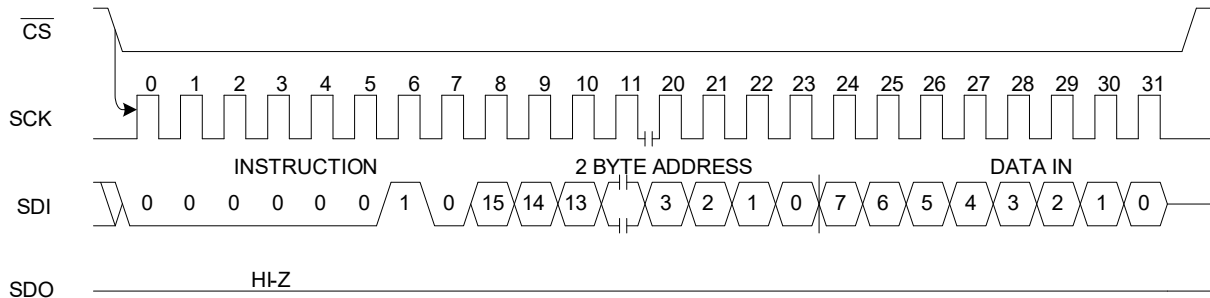 CS
0 1 2 3 4 5 6 7 8 9 10 11 20 21 22 23 24 25 26 27 28 29 30 31
SCK
INSTRUCTION 2 BYTE ADDRESS DATA IN
SDI 0 0 0 0 0 0 1 0 15 14 13 3 2 1 0 7 6 5 4 3 2 1 0
HI-Z
SDO